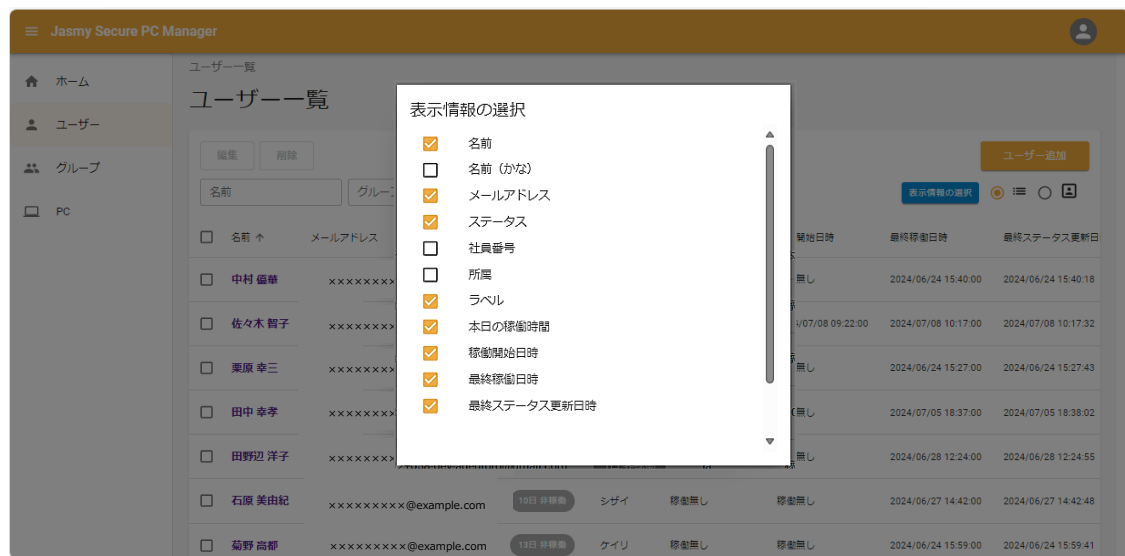 Jasmy Secure PC Manager
ホーム
ユーザー
グループ
PC
ユーザー一覧
ユーザー一覧
編集 削除
ユーザー追加
名前
表示情報の選択
名前 メールアドレス 開始日時 最終稼働日時 最終ステータス更新日
中村 優華 ×××××××× 無し 2024/06/24 15:40:00 2024/06/24 15:40:18
佐々木 智子 ×××××××× /07/08 09:22:00 2024/07/08 10:17:00 2024/07/08 10:17:32
栗原 幸三 ×××××××× 無し 2024/06/24 15:27:00 2024/06/24 15:27:43
田中 幸孝 ×××××××× 無し 2024/07/05 18:37:00 2024/07/05 18:38:02
田野辺 洋子 ×××××××× 無し 2024/06/28 12:24:00 2024/06/28 12:24:55
石原 美由紀 ×××××××××@example.com 10日 非稼働 シザイ 稼働無し 稼働無し 2024/06/27 14:42:00 2024/06/27 14:42:48
菊野 高都 ×××××××××@example.com 13日 非稼働 ケイリ 稼働無し 稼働無し 2024/06/24 15:59:00 2024/06/24 15:59:41
表示情報の選択
名前
名前（かな）
メールアドレス
ステータス
社員番号
所属
ラベル
本日の稼働時間
稼働開始日時
最終稼働日時
最終ステータス更新日時